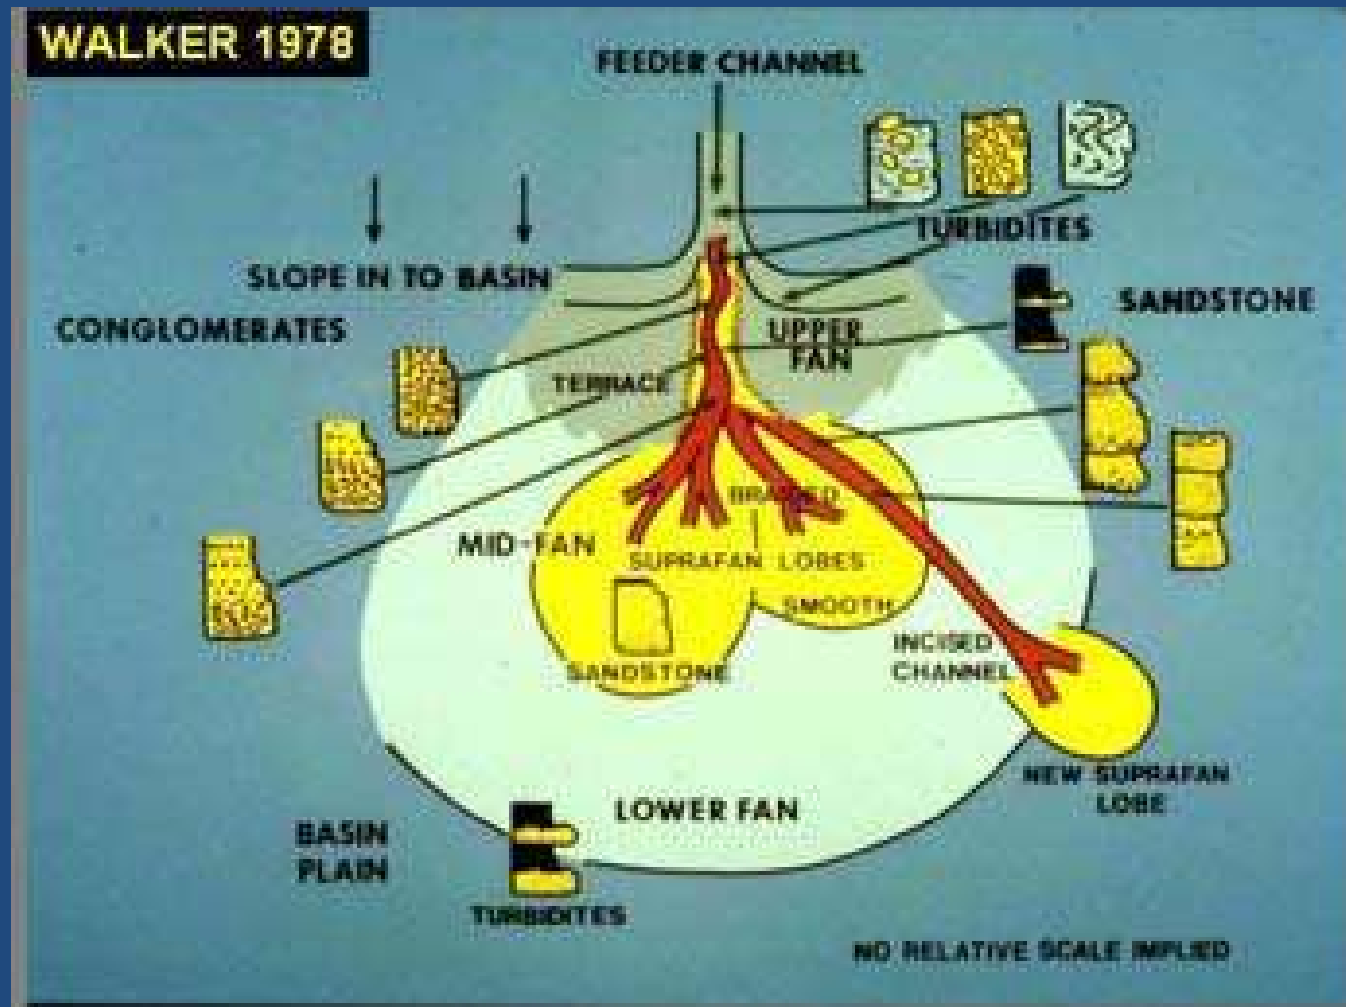 WALKER 1978
FEEDER CHANNEL
TURBIDITES
SLOPE IN TO BASIN
SANDSTONE
CONGLOMERATES
UPPER
FAN
TERRACE
BRAIDED
MID-FAN
SUPRAFAN LOBES
SMOOTH
INCISED
CHANNEL
SANDSTONE
NEW SUPRAFAN
LOBE
LOWER FAN
BASIN
PLAIN
TURBIDITES
NO RELATIVE SCALE IMPLIED